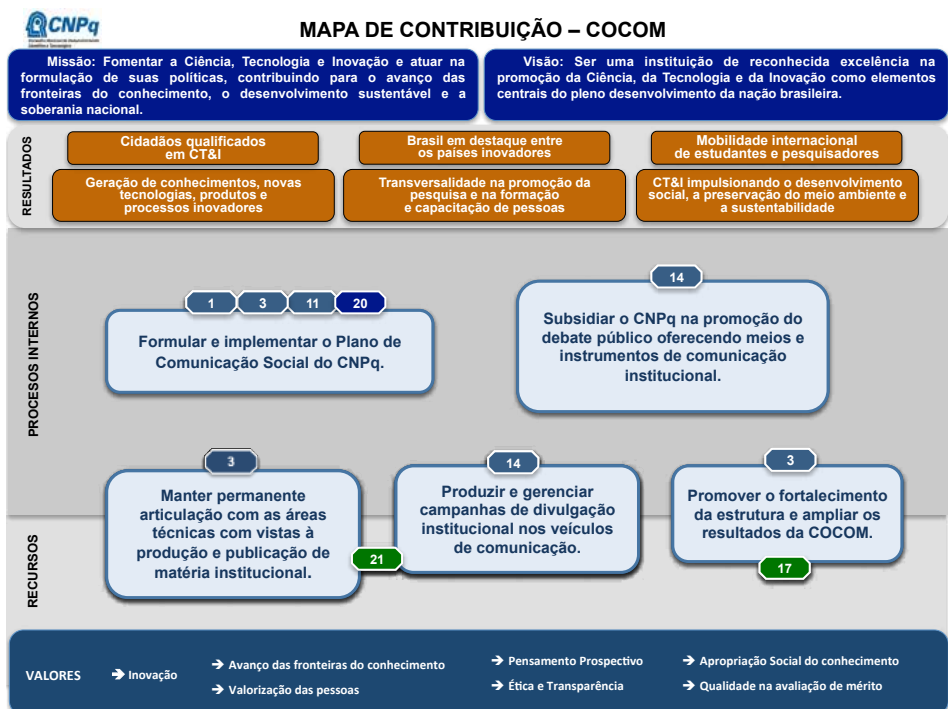 CNPq
MAPA DE CONTRIBUIÇÃO – COCOM
Missão: Fomentar a Ciência, Tecnologia e Inovação e atuar na
formulação de suas políticas, contribuindo para o avanço das
fronteiras do conhecimento, o desenvolvimento sustentável e a
soberania nacional.
Visão: Ser uma instituição de reconhecida excelência na
promoção da Ciência, da Tecnologia e da Inovação como elementos
centrais do pleno desenvolvimento da nação brasileira.
RESULTADOS
Cidadãos qualificados
em CT&I
Brasil em destaque entre
os países inovadores
Mobilidade internacional
de estudantes e pesquisadores
Geração de conhecimentos, novas
tecnologias, produtos e
processos inovadores
Transversalidade na promoção da
pesquisa e na formação
e capacitação de pessoas
CT&I impulsionando o desenvolvimento
social, a preservação do meio ambiente e
a sustentabilidade
PROCESOS INTERNOS
1
3
11
20
Formular e implementar o Plano de
Comunicação Social do CNPq.
14
Subsidiar o CNPq na promoção do
debate público oferecendo meios e
instrumentos de comunicação
institucional.
3
Manter permanente
articulação com as áreas
técnicas com vistas à
produção e publicação de
matéria institucional.
21
14
Produzir e gerenciar
campanhas de divulgação
institucional nos veículos
de comunicação.
3
Promover o fortalecimento
da estrutura e ampliar os
resultados da COCOM.
17
RECURSOS
VALORES
➔ Inovação
➔ Avanço das fronteiras do conhecimento
➔ Valorização das pessoas
➔ Pensamento Prospectivo
➔ Ética e Transparência
➔ Apropriação Social do conhecimento
➔ Qualidade na avaliação de mérito